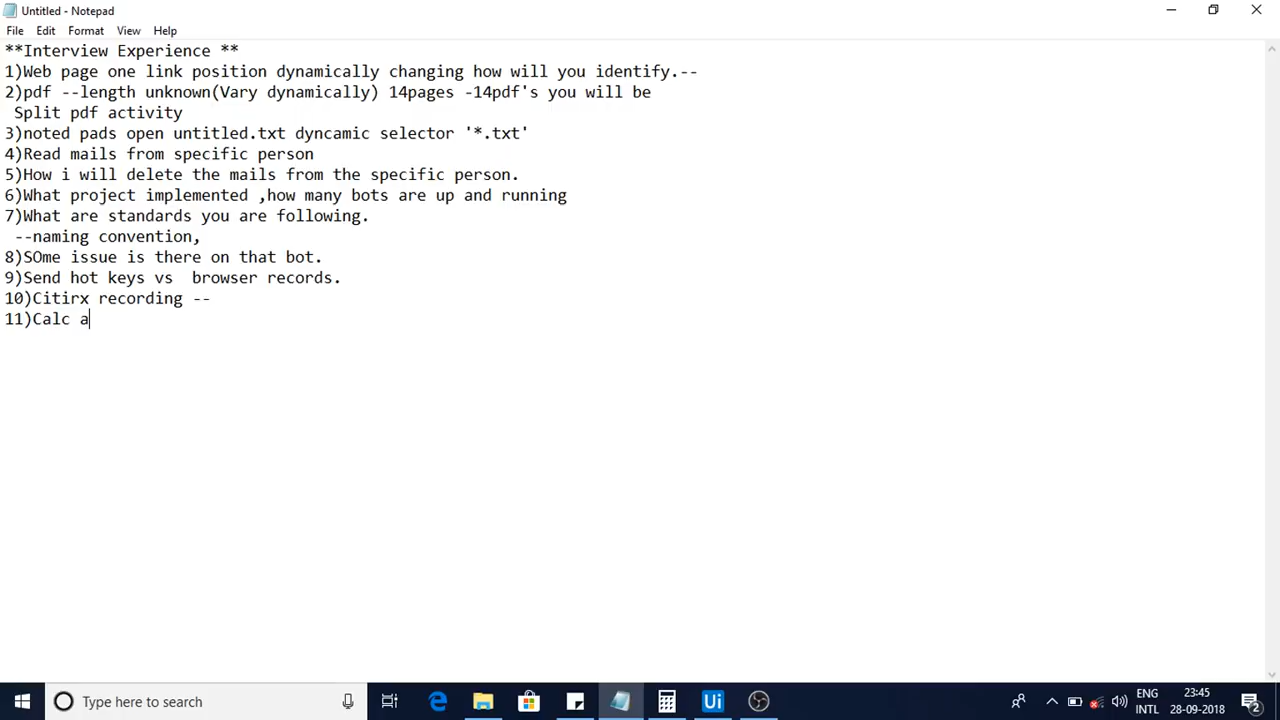 Untitled - Notepad
File Edit Format View Help
**Interview Experience **
1)Web page one link position dynamically changing how will you identify.--
2)pdf --length unknown(Vary dynamically) 14pages -14pdf's you will be
Split pdf activity
3)noted pads open untitled.txt dyncamic selector '*.txt'
4)Read mails from specific person
5)How i will delete the mails from the specific person.
6)What project implemented ,how many bots are up and running
7)What are standards you are following.
--naming convention,
8)SOme issue is there on that bot.
9)Send hot keys vs  browser records.
10)Citirx recording --
11)Calc a
Type here to search
Ui
ENG
INTL
23:45
28-09-2018
2